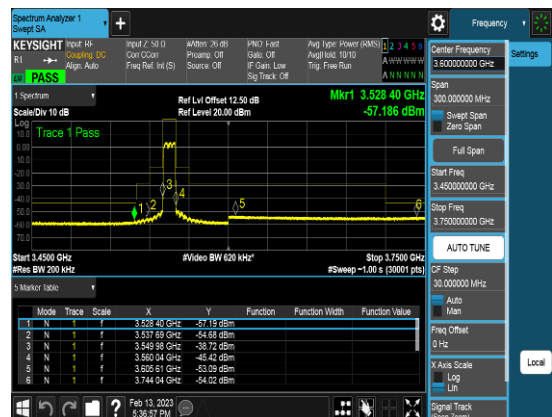 Spectrum Analyzer 1
Swept SA
+
Frequency
KEYSIGHT Input: RF
R L
Coupling: DC
Align: Auto
Input Z: 50 Ω
Corr CCorr
Freq Ref: Int (S)
#Atten: 26 dB
Preamp: Off
Source: Off
PNO: Fast
Gate: Off
IF Gain: Low
Sig Track: Off
Avg Type: Power (RMS)
Avg|Hold: 10/10
Trig: Free Run
1 2 3 4 5 6
A W W W W W
A N N N N N
PASS
1 Spectrum
Scale/Div 10 dB
Log
Ref Lvl Offset 12.50 dB
Ref Level 20.00 dBm
Mkr1 3.528 40 GHz
-57.186 dBm
Trace 1 Pass
10.0
0.00
-10.0
-20.0
-30.0
-40.0
-50.0
-60.0
-70.0
1
2
3
4
5
6
Start 3.4500 GHz
#Res BW 200 kHz
#Video BW 620 kHz*
Stop 3.7500 GHz
#Sweep ~1.00 s (30001 pts)
5 Marker Table
Mode Trace Scale X Y Function Function Width Function Value
1 N 1 f 3.528 40 GHz -57.19 dBm
2 N 1 f 3.537 69 GHz -54.68 dBm
3 N 1 f 3.549 98 GHz -38.72 dBm
4 N 1 f 3.560 04 GHz -45.42 dBm
5 N 1 f 3.605 61 GHz -53.09 dBm
6 N 1 f 3.744 04 GHz -54.02 dBm
Feb 13, 2023
5:36:57 PM
?
Center Frequency
3.600000000 GHz
Settings
Span
300.000000 MHz
Swept Span
Zero Span
Full Span
Start Freq
3.450000000 GHz
Stop Freq
3.750000000 GHz
AUTO TUNE
CF Step
30.000000 MHz
Auto
Man
Freq Offset
0 Hz
X Axis Scale
Log
Lin
Local
Signal Track